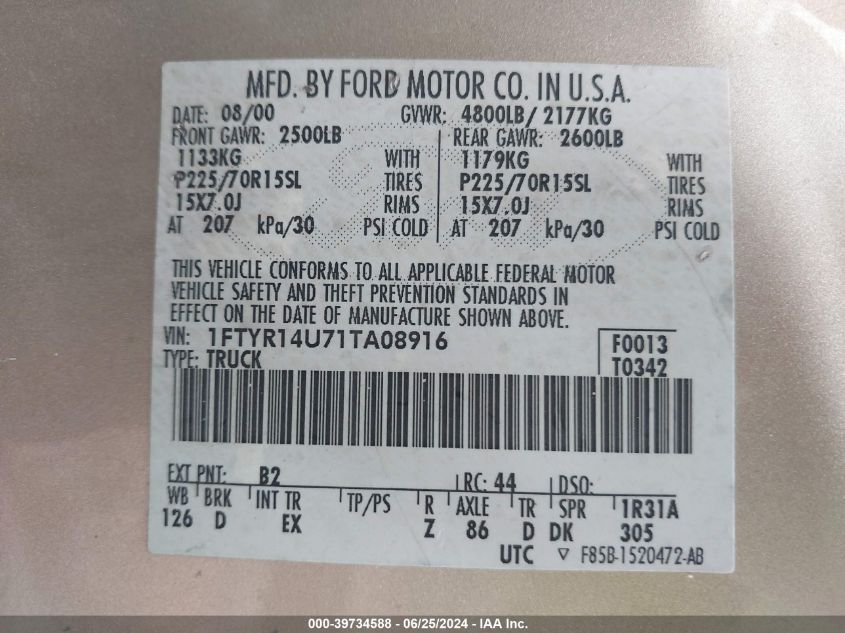 MFD. BY FORD MOTOR CO. IN U.S.A.
DATE: 08/00 GVWR: 4800LB/ 2177KG
FRONT GAWR: 2500LB REAR GAWR: 2600LB
1133KG WITH 1179KG WITH
P225/70R15SL TIRES P225/70R15SL TIRES
15X7.0J RIMS 15X7.0J RIMS
AT 207 kPa/30 PSI COLD AT 207 kPa/30 PSI COLD
THIS VEHICLE CONFORMS TO ALL APPLICABLE FEDERAL MOTOR
VEHICLE SAFETY AND THEFT PREVENTION STANDARDS IN
EFFECT ON THE DATE OF MANUFACTURE SHOWN ABOVE.
VIN: 1FTYR14U71TA08916 F0013
TYPE: TRUCK T0342
EXT PNT: B2 RC: 44 DSO:
WB BRK INT TR TP/PS R AXLE TR SPR 1R31A
126 D EX Z 86 D DK 305
UTC ▽ F85B-1520472-AB
000-39734588 - 06/25/2024 - IAA Inc.